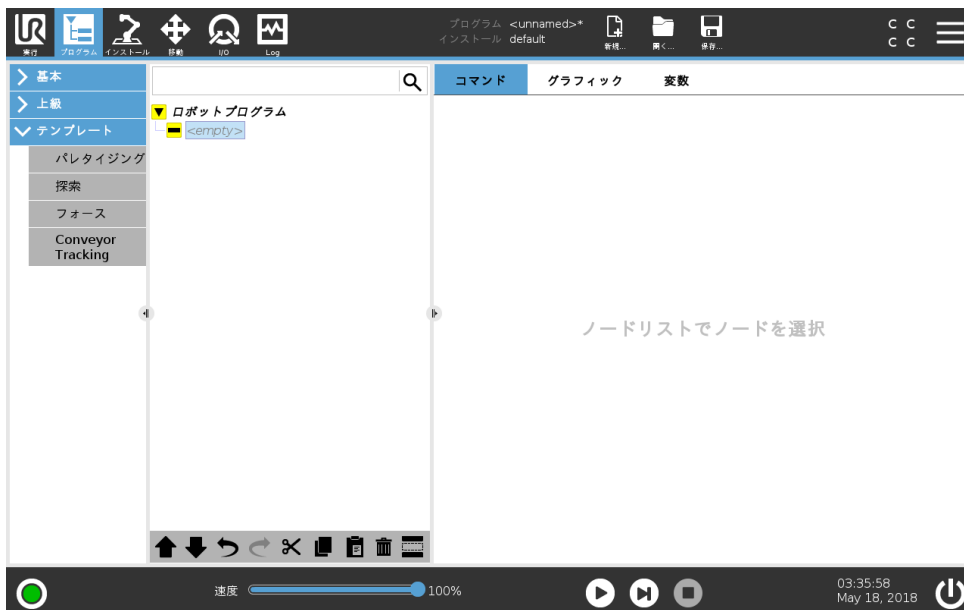 実行
プログラム
インストール
移動
I/O
Log
プログラム <unnamed>*
インストール default
新規...
開く...
保存...
C C
C C
基本
上級
テンプレート
パレタイジング
探索
フォース
Conveyor
Tracking
ロボットプログラム
<empty>
コマンド グラフィック 変数
ノードリストでノードを選択
速度 100%
03:35:58
May 18, 2018